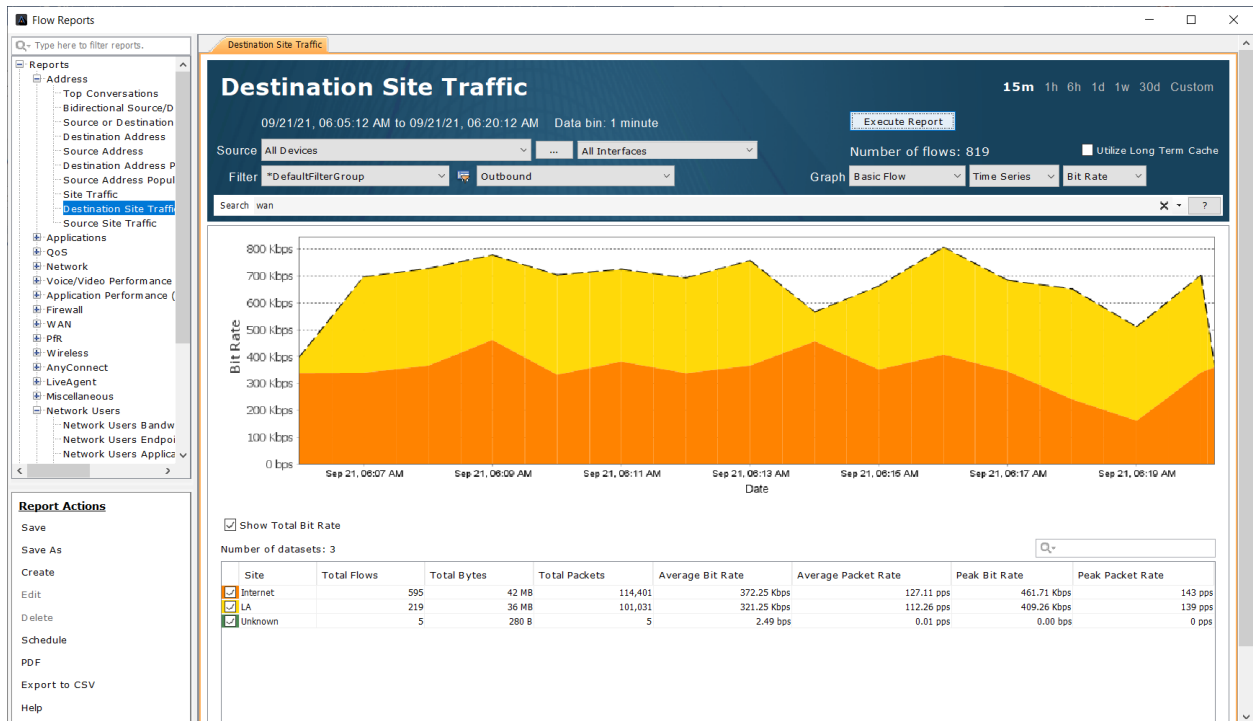 Flow Reports
Type here to filter reports.
Reports
Address
Top Conversations
Bidirectional Source/D
Source or Destination
Destination Address
Source Address
Destination Address P
Source Address Popul
Site Traffic
Destination Site Traffi
Source Site Traffic
Applications
QoS
Network
Voice/Video Performance
Application Performance (
Firewall
WAN
PfR
Wireless
AnyConnect
LiveAgent
Miscellaneous
Network Users
Network Users Bandw
Network Users Endpoi
Network Users Applica
Report Actions
Save
Save As
Create
Edit
Delete
Schedule
PDF
Export to CSV
Help
Destination Site Traffic
Destination Site Traffic
15m 1h 6h 1d 1w 30d Custom
09/21/21, 06:05:12 AM to 09/21/21, 06:20:12 AM Data bin: 1 minute
Execute Report
Source All Devices ... All Interfaces
Number of flows: 819
Utilize Long Term Cache
Filter *DefaultFilterGroup Outbound
Graph Basic Flow Time Series Bit Rate
Search wan X ?
800 Kbps
700 Kbps
600 Kbps
500 Kbps
400 Kbps
300 Kbps
200 Kbps
100 Kbps
0 bps
Bit Rate
Sep 21, 06:07 AM Sep 21, 06:09 AM Sep 21, 06:11 AM Sep 21, 06:13 AM Sep 21, 06:15 AM Sep 21, 06:17 AM Sep 21, 06:19 AM
Date
Show Total Bit Rate
Number of datasets: 3
Site Total Flows Total Bytes Total Packets Average Bit Rate Average Packet Rate Peak Bit Rate Peak Packet Rate
Internet 595 42 MB 114,401 372.25 Kbps 127.11 pps 461.71 Kbps 143 pps
LA 219 36 MB 101,031 321.25 Kbps 112.26 pps 409.26 Kbps 139 pps
Unknown 5 280 B 5 2.49 bps 0.01 pps 0.00 bps 0 pps